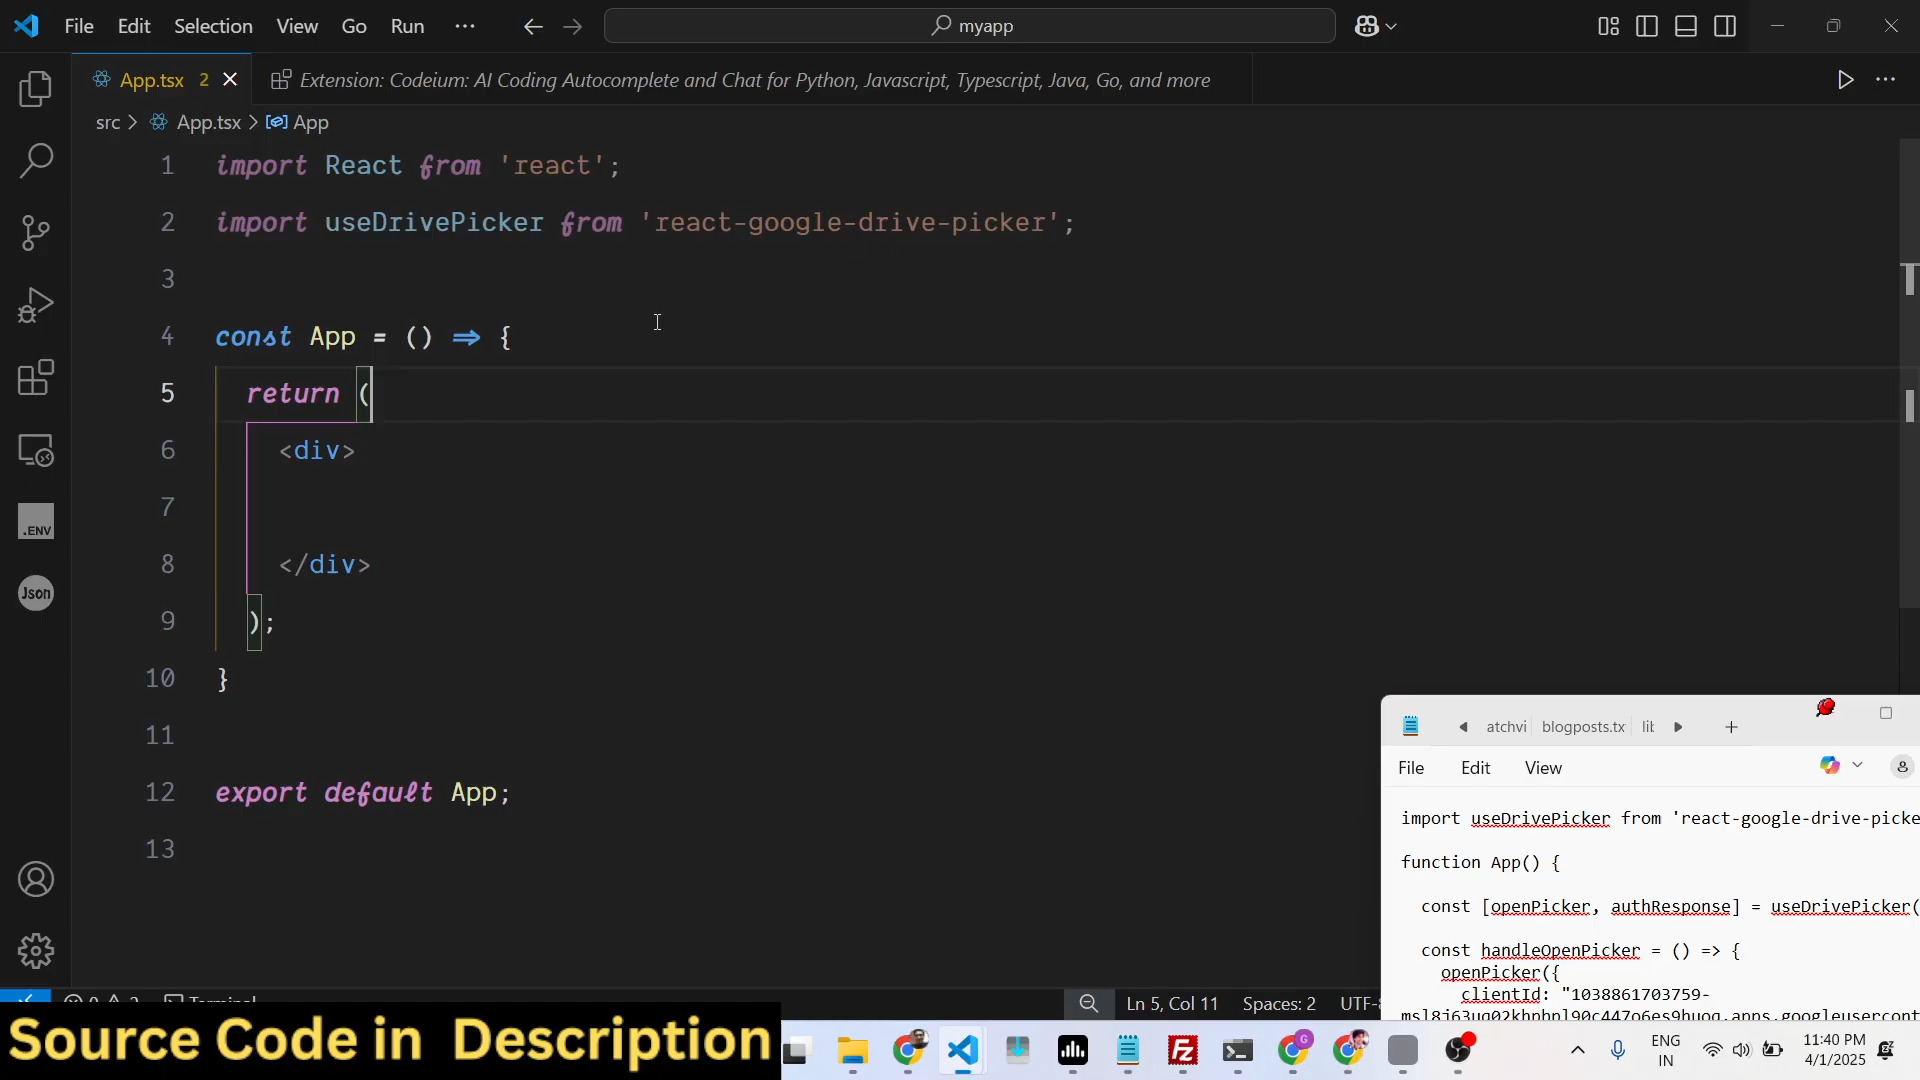 File Edit Selection View Go Run ··· myapp
App.tsx 2 Extension: Codeium: AI Coding Autocomplete and Chat for Python, Javascript, Typescript, Java, Go, and more
src > App.tsx > App
1 import React from 'react';
2 import useDrivePicker from 'react-google-drive-picker';
3
4 const App = () => {
5 return (
6 <div>
7
8 </div>
9 );
10 }
11
12 export default App;
13
.ENV
Json
atchvi blogposts.tx lit
File Edit View
import useDrivePicker from 'react-google-drive-picke
function App() {
const [openPicker, authResponse] = useDrivePicker(
const handleOpenPicker = () => {
openPicker({
clientId: "1038861703759-
Ln 5, Col 11 Spaces: 2 UTF-8
Source Code in Description
ENG
IN
11:40 PM
4/1/2025